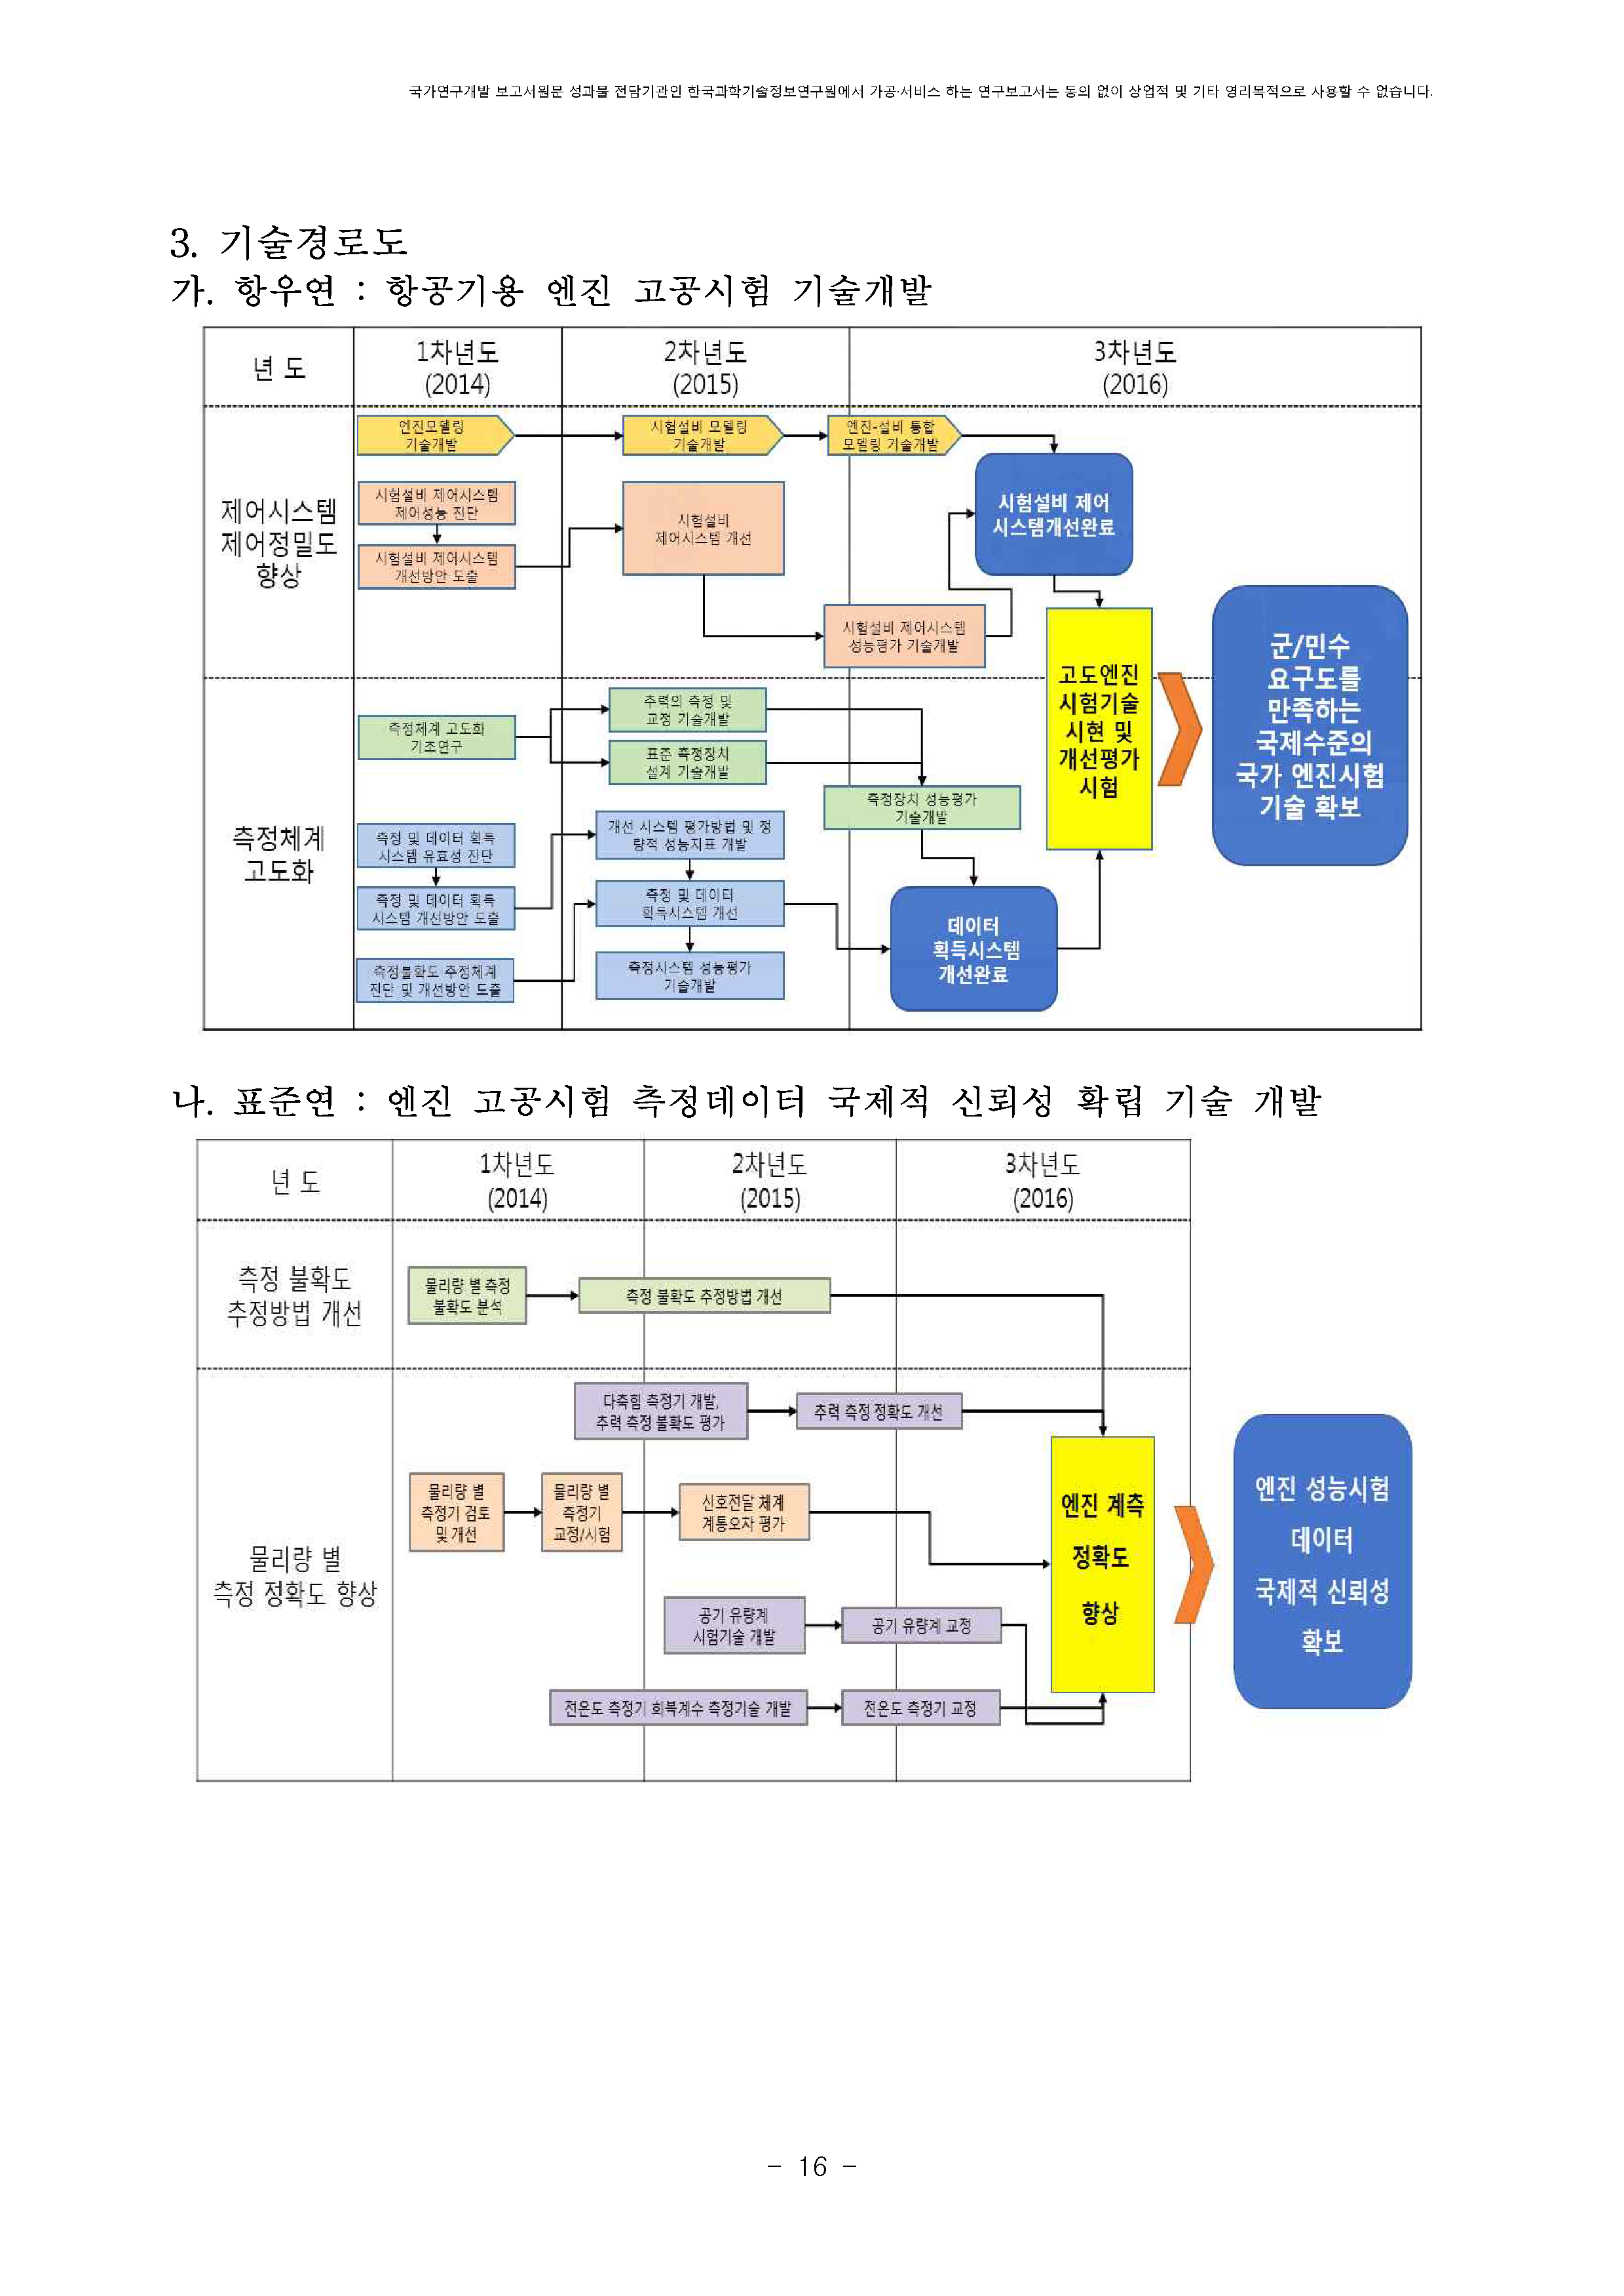 국가연구개발 보고서원문 성과물 전담기관인 한국과학기술정보연구원에서 가공·서비스 하는 연구보고서는 동의 없이 상업적 및 기타 영리목적으로 사용할 수 없습니다.
3. 기술경로도
가. 항우연 : 항공기용 엔진 고공시험 기술개발
년 도
1차년도
(2014)
2차년도
(2015)
3차년도
(2016)
제어시스템
제어정밀도
향상
엔진모델링
기술개발
시험설비 모델링
기술개발
엔진-설비 통합
모델링 기술개발
시험설비 제어시스템
제어성능 진단
시험설비 제어시스템
개선방안 도출
시험설비
제어시스템 개선
시험설비 제어시스템
성능평가 기술개발
시험설비 제어
시스템개선완료
고도엔진
시험기술
시현 및
개선평가
시험
군/민수
요구도를
만족하는
국제수준의
국가 엔진시험
기술 확보
측정체계
고도화
측정체계 고도화
기초연구
추력의 측정 및
교정 기술개발
표준 측정장치
설계 기술개발
측정장치 성능평가
기술개발
측정 및 데이터 획득
시스템 유효성 진단
측정 및 데이터 획득
시스템 개선방안 도출
측정불확도 추정체계
진단 및 개선방안 도출
개선 시스템 평가방법 및 정
량적 성능지표 개발
측정 및 데이터
획득시스템 개선
측정시스템 성능평가
기술개발
데이터
획득시스템
개선완료
나. 표준연 : 엔진 고공시험 측정데이터 국제적 신뢰성 확립 기술 개발
년 도
1차년도
(2014)
2차년도
(2015)
3차년도
(2016)
측정 불확도
추정방법 개선
물리량 별 측정
불확도 분석
측정 불확도 추정방법 개선
물리량 별
측정 정확도 향상
다축힘 측정기 개발,
추력 측정 불확도 평가
추력 측정 정확도 개선
물리량 별
측정기 검토
및 개선
물리량 별
측정기
교정/시험
신호전달 체계
계통오차 평가
공기 유량계
시험기술 개발
공기 유량계 교정
전온도 측정기 회복계수 측정기술 개발
전온도 측정기 교정
엔진 계측
정확도
향상
엔진 성능시험
데이터
국제적 신뢰성
확보
- 16 -